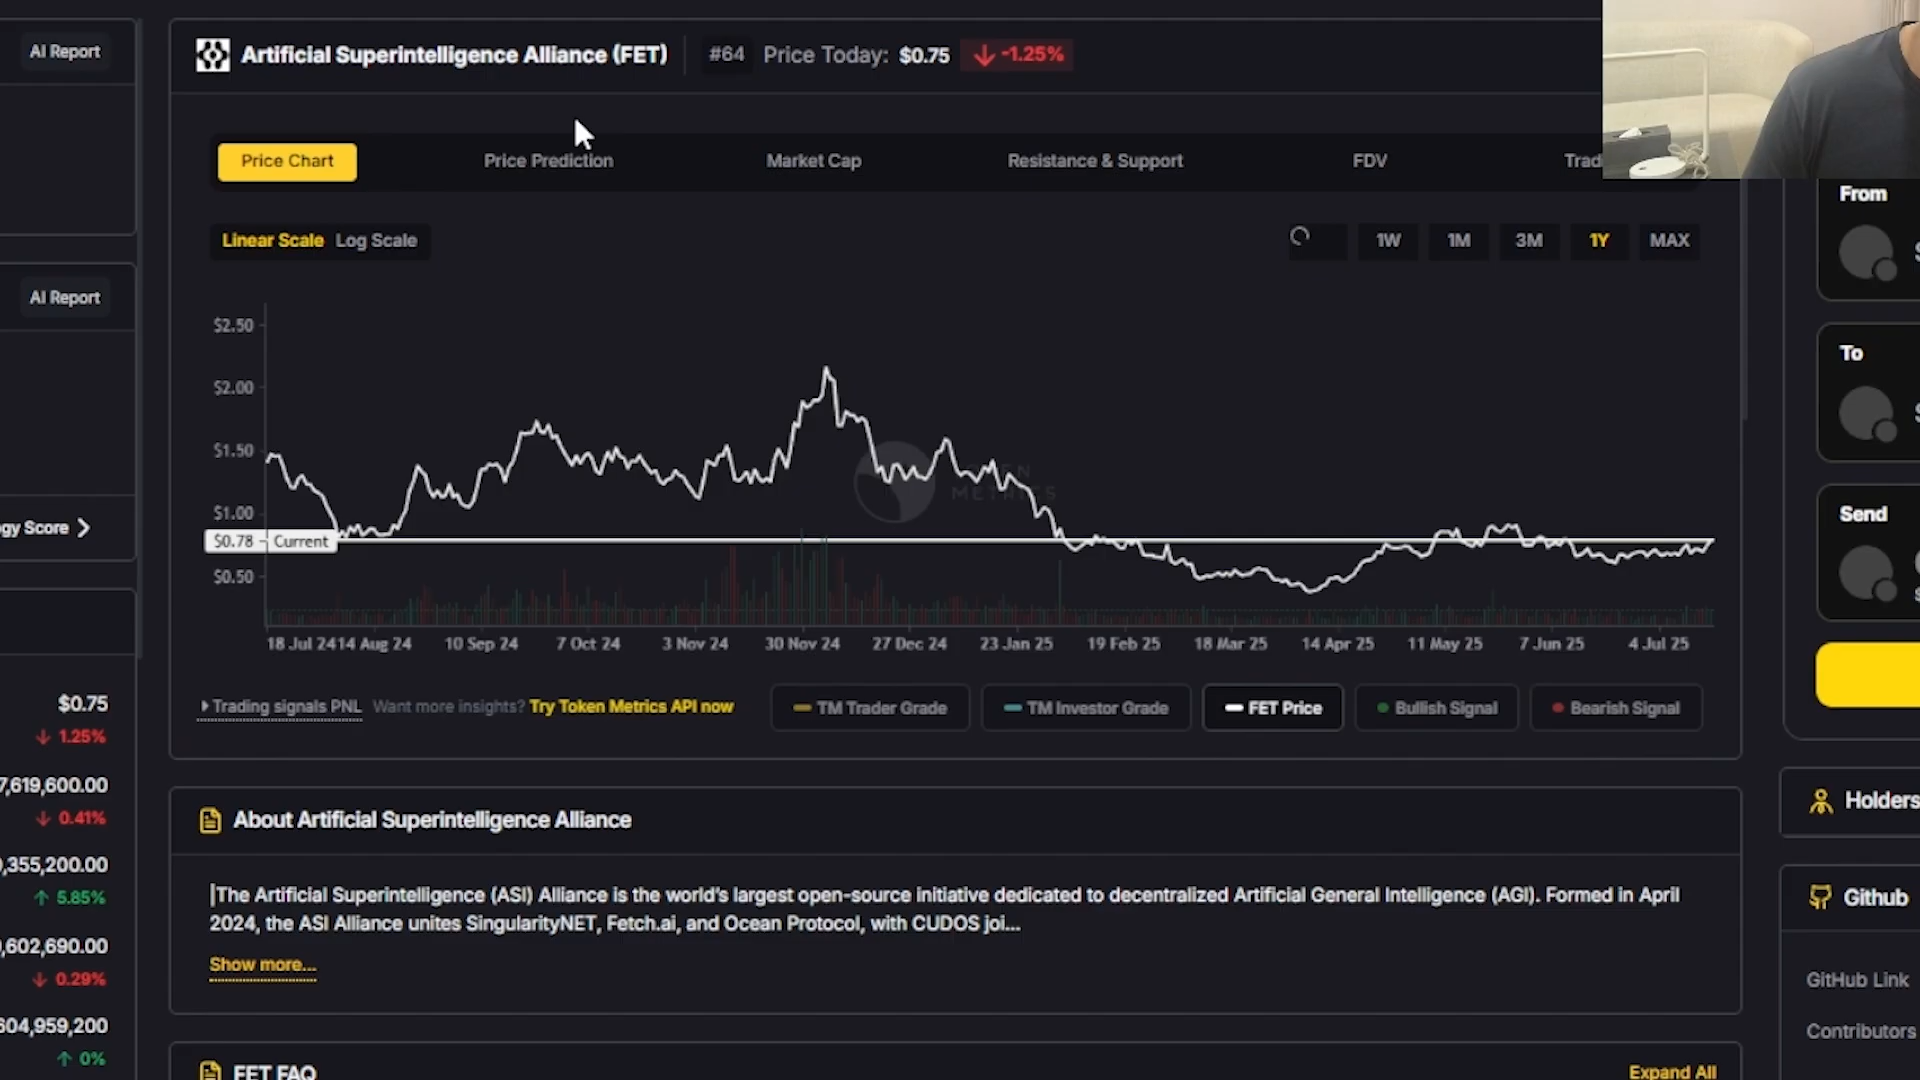 AI Report
Artificial Superintelligence Alliance (FET)
#64
Price Today: $0.75
-1.25%
Price Chart
Price Prediction
Market Cap
Resistance & Support
FDV
Linear Scale
Log Scale
1W
1M
3M
1Y
MAX
AI Report
$2.50
$2.00
$1.50
$1.00
$0.78 - Current
$0.50
18 Jul 24
14 Aug 24
10 Sep 24
7 Oct 24
3 Nov 24
30 Nov 24
27 Dec 24
23 Jan 25
19 Feb 25
18 Mar 25
14 Apr 25
11 May 25
7 Jun 25
4 Jul 25
gy Score
Trading signals PNL
Want more insights? Try Token Metrics API now
TM Trader Grade
TM Investor Grade
FET Price
Bullish Signal
Bearish Signal
$0.75
1.25%
7,619,600.00
0.41%
,355,200.00
5.85%
,602,690.00
0.29%
604,959,200
0%
About Artificial Superintelligence Alliance
The Artificial Superintelligence (ASI) Alliance is the world's largest open-source initiative dedicated to decentralized Artificial General Intelligence (AGI). Formed in April
2024, the ASI Alliance unites SingularityNET, Fetch.ai, and Ocean Protocol, with CUDOS joi...
Show more...
FET FAQ
Expand All
From
To
Send
Holders
Github
GitHub Link
Contributors